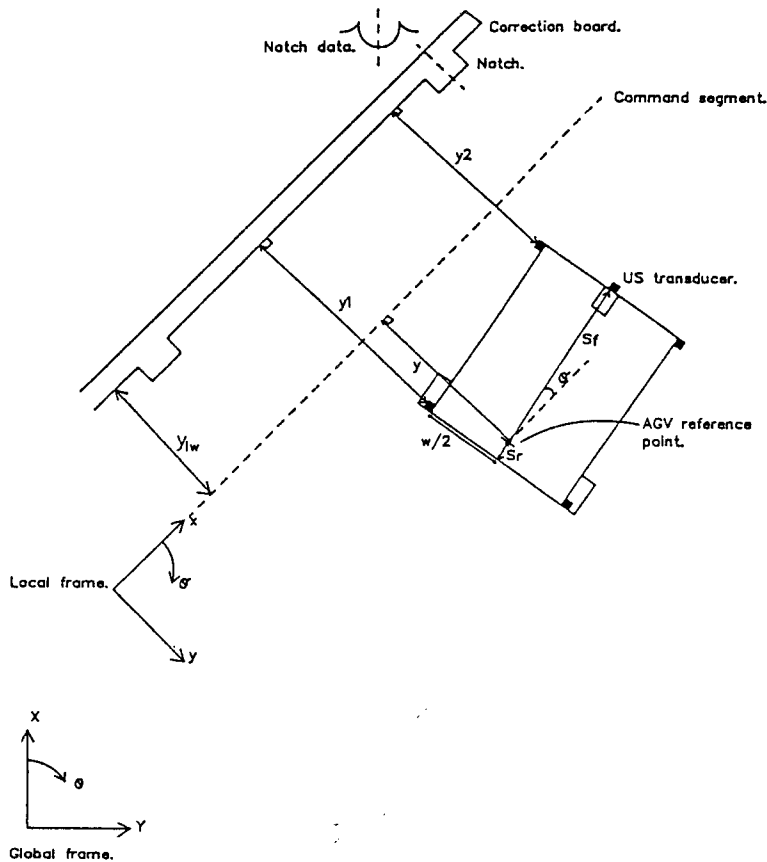 Correction board.
Notch data.
Notch.
Command segment.
y2
US transducer.
y1
Sf
y
σ
AGV reference
point.
w/2
Sr
y1w
x
Local frame.
σ
y
X
σ
Y
Global frame.